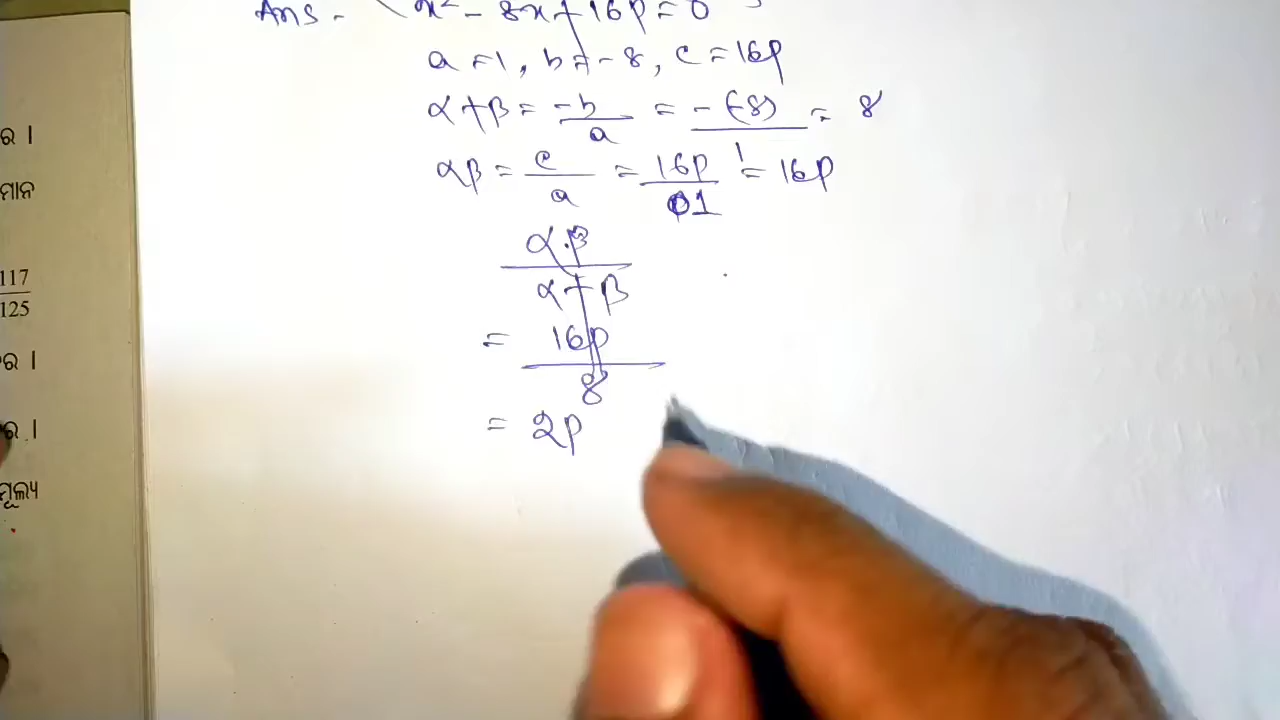 Ans - x² - 8x + 16p = 0
a = 1, b = -8, c = 16p
α + β = -b/a = -(-8)/1 = 8
αβ = c/a = 16p/1 = 16p
α.β
α + β
= 16p
8
= 2p
ର ।
ମାନ
117
125
ର ।
ର ।
ମୂଲ୍ୟ